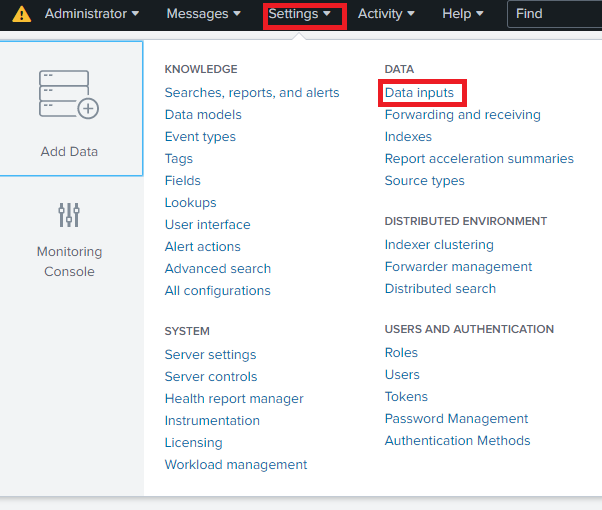 Administrator Messages Settings Activity Help Find
Add Data
Monitoring
Console
KNOWLEDGE
Searches, reports, and alerts
Data models
Event types
Tags
Fields
Lookups
User interface
Alert actions
Advanced search
All configurations
SYSTEM
Server settings
Server controls
Health report manager
Instrumentation
Licensing
Workload management
DATA
Data inputs
Forwarding and receiving
Indexes
Report acceleration summaries
Source types
DISTRIBUTED ENVIRONMENT
Indexer clustering
Forwarder management
Distributed search
USERS AND AUTHENTICATION
Roles
Users
Tokens
Password Management
Authentication Methods